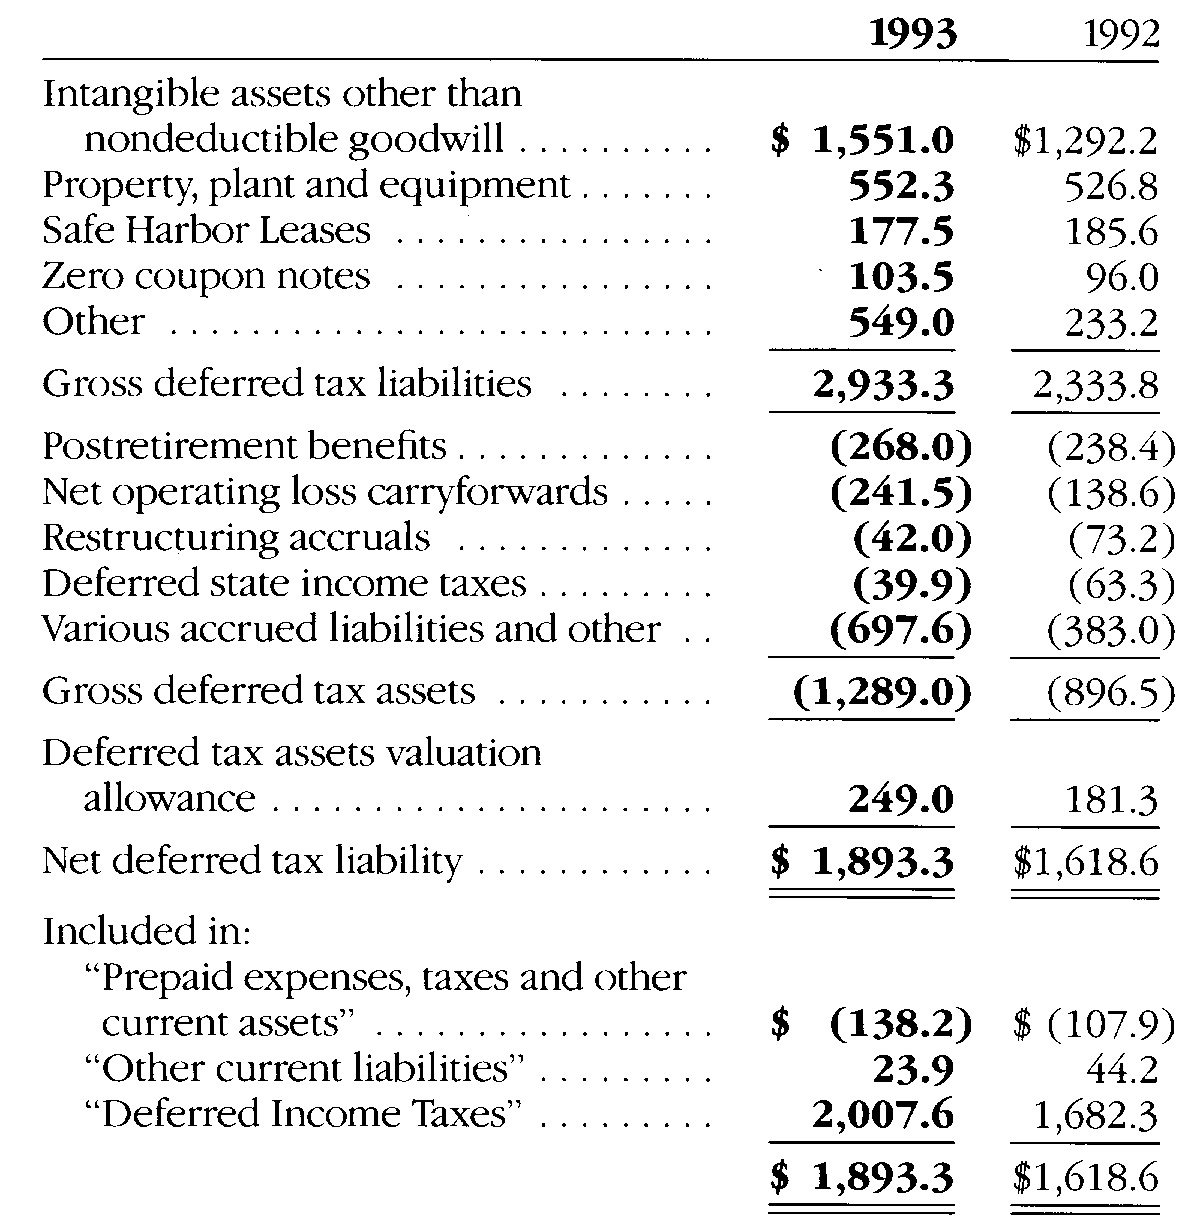 1993 1992
Intangible assets other than
nondeductible goodwill . . . . . . . . . . $ 1,551.0 $1,292.2
Property, plant and equipment . . . . . . . 552.3 526.8
Safe Harbor Leases . . . . . . . . . . . . . . . . 177.5 185.6
Zero coupon notes . . . . . . . . . . . . . . . . 103.5 96.0
Other . . . . . . . . . . . . . . . . . . . . . . . . . . . 549.0 233.2
Gross deferred tax liabilities . . . . . . . . 2,933.3 2,333.8
Postretirement benefits . . . . . . . . . . . . . (268.0) (238.4)
Net operating loss carryforwards . . . . . (241.5) (138.6)
Restructuring accruals . . . . . . . . . . . . . (42.0) (73.2)
Deferred state income taxes . . . . . . . . . (39.9) (63.3)
Various accrued liabilities and other . . (697.6) (383.0)
Gross deferred tax assets . . . . . . . . . . . (1,289.0) (896.5)
Deferred tax assets valuation
allowance . . . . . . . . . . . . . . . . . . . . . . 249.0 181.3
Net deferred tax liability . . . . . . . . . . . . $ 1,893.3 $1,618.6
Included in:
“Prepaid expenses, taxes and other
current assets” . . . . . . . . . . . . . . . . . $ (138.2) $ (107.9)
“Other current liabilities” . . . . . . . . . 23.9 44.2
“Deferred Income Taxes” . . . . . . . . . 2,007.6 1,682.3
$ 1,893.3 $1,618.6